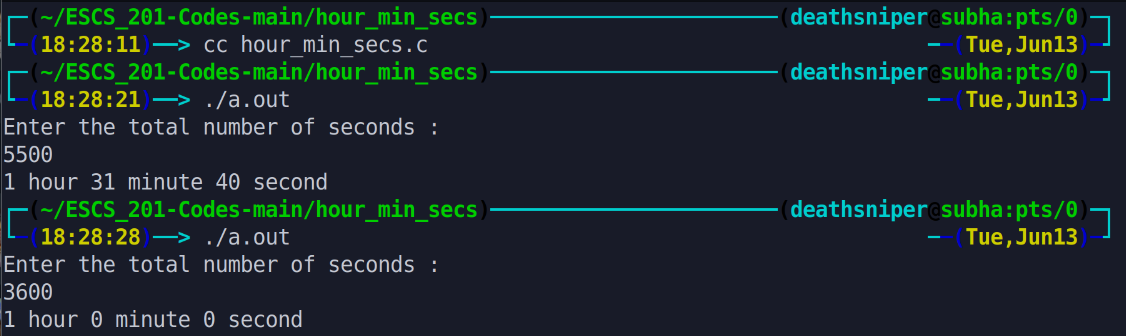 (~/ESCS_201-Codes-main/hour_min_secs) (deathsniper@subha:pts/0)
(18:28:11)──> cc hour_min_secs.c (Tue,Jun13)
(~/ESCS_201-Codes-main/hour_min_secs) (deathsniper@subha:pts/0)
(18:28:21)──> ./a.out (Tue,Jun13)
Enter the total number of seconds :
5500
1 hour 31 minute 40 second
(~/ESCS_201-Codes-main/hour_min_secs) (deathsniper@subha:pts/0)
(18:28:28)──> ./a.out (Tue,Jun13)
Enter the total number of seconds :
3600
1 hour 0 minute 0 second